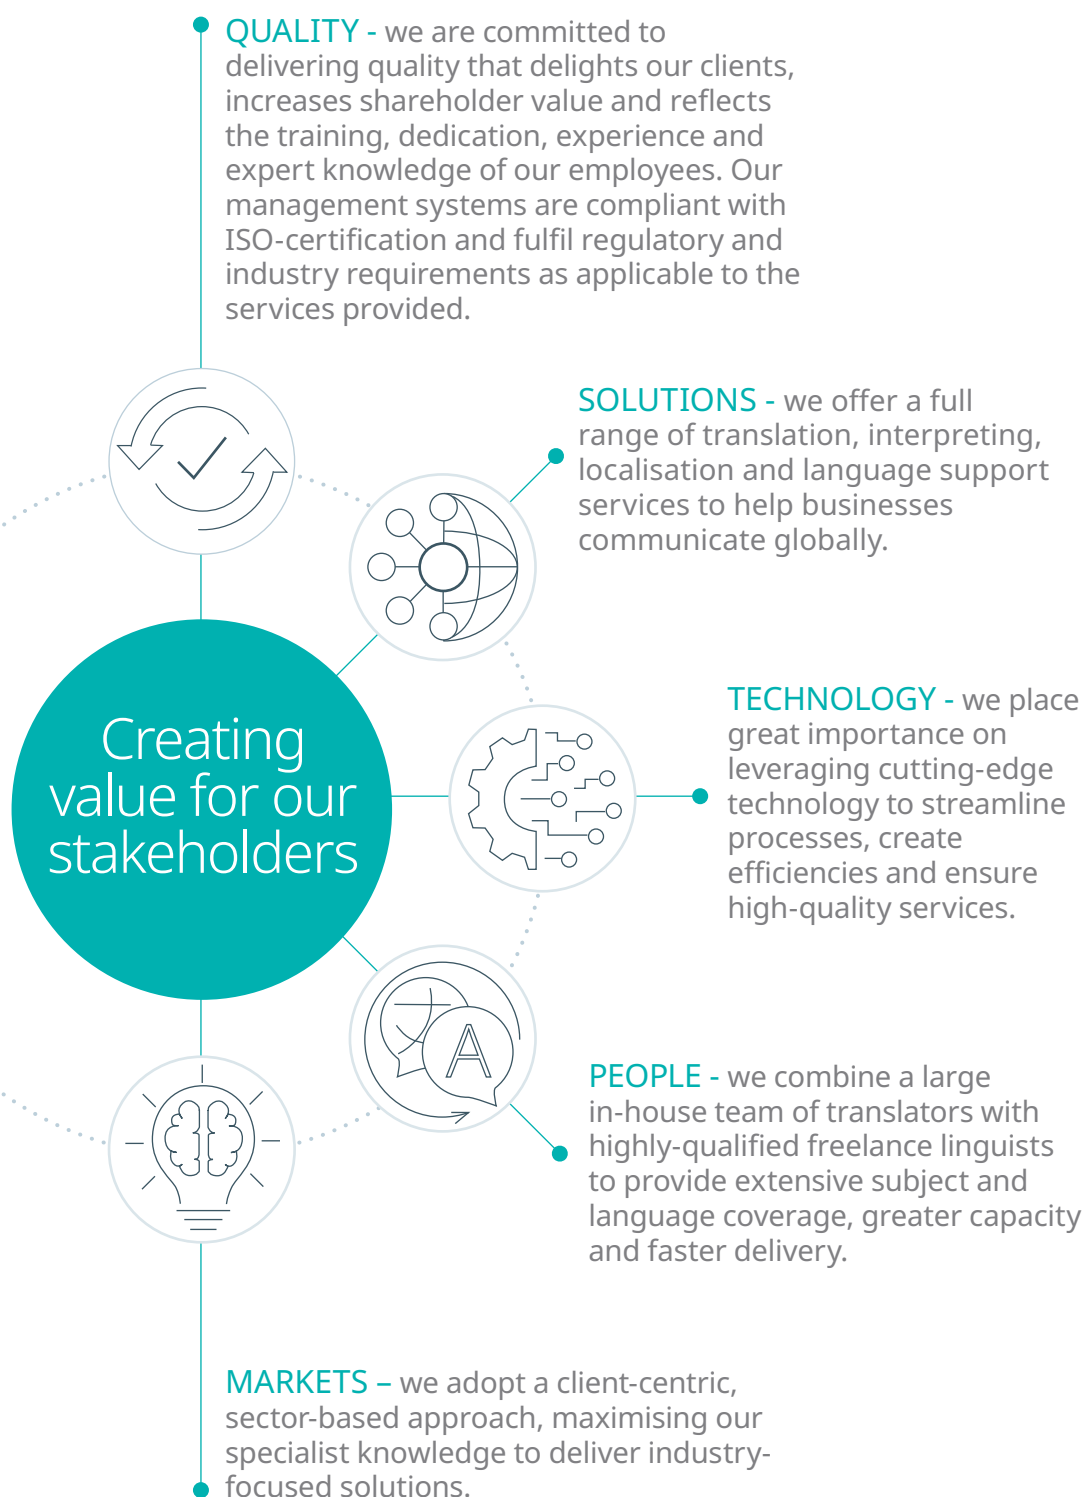 QUALITY - we are committed to
delivering quality that delights our clients,
increases shareholder value and reflects
the training, dedication, experience and
expert knowledge of our employees. Our
management systems are compliant with
ISO-certification and fulfil regulatory and
industry requirements as applicable to the
services provided.
SOLUTIONS - we offer a full
range of translation, interpreting,
localisation and language support
services to help businesses
communicate globally.
Creating
value for our
stakeholders
TECHNOLOGY - we place
great importance on
leveraging cutting-edge
technology to streamline
processes, create
efficiencies and ensure
high-quality services.
A
PEOPLE - we combine a large
in-house team of translators with
highly-qualified freelance linguists
to provide extensive subject and
language coverage, greater capacity
and faster delivery.
MARKETS – we adopt a client-centric,
sector-based approach, maximising our
specialist knowledge to deliver industry-
focused solutions.